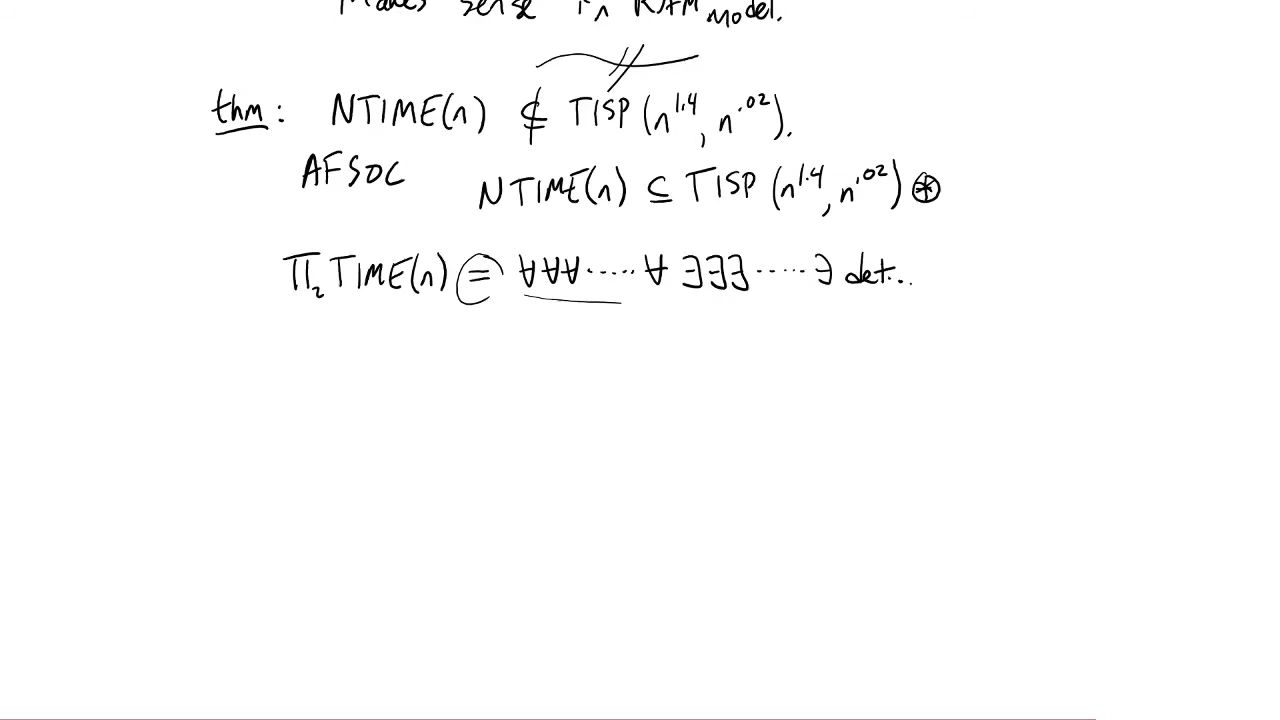 Makes sense in RAM model.
thm: NTIME(n) ⊄ TISP(n^1.4, n^.02).
AFSOC NTIME(n) ⊆ TISP(n^1.4, n^.02) ⊛
Π₂TIME(n) = ∀∀∀·····∀ ∃∃∃·····∃ det...